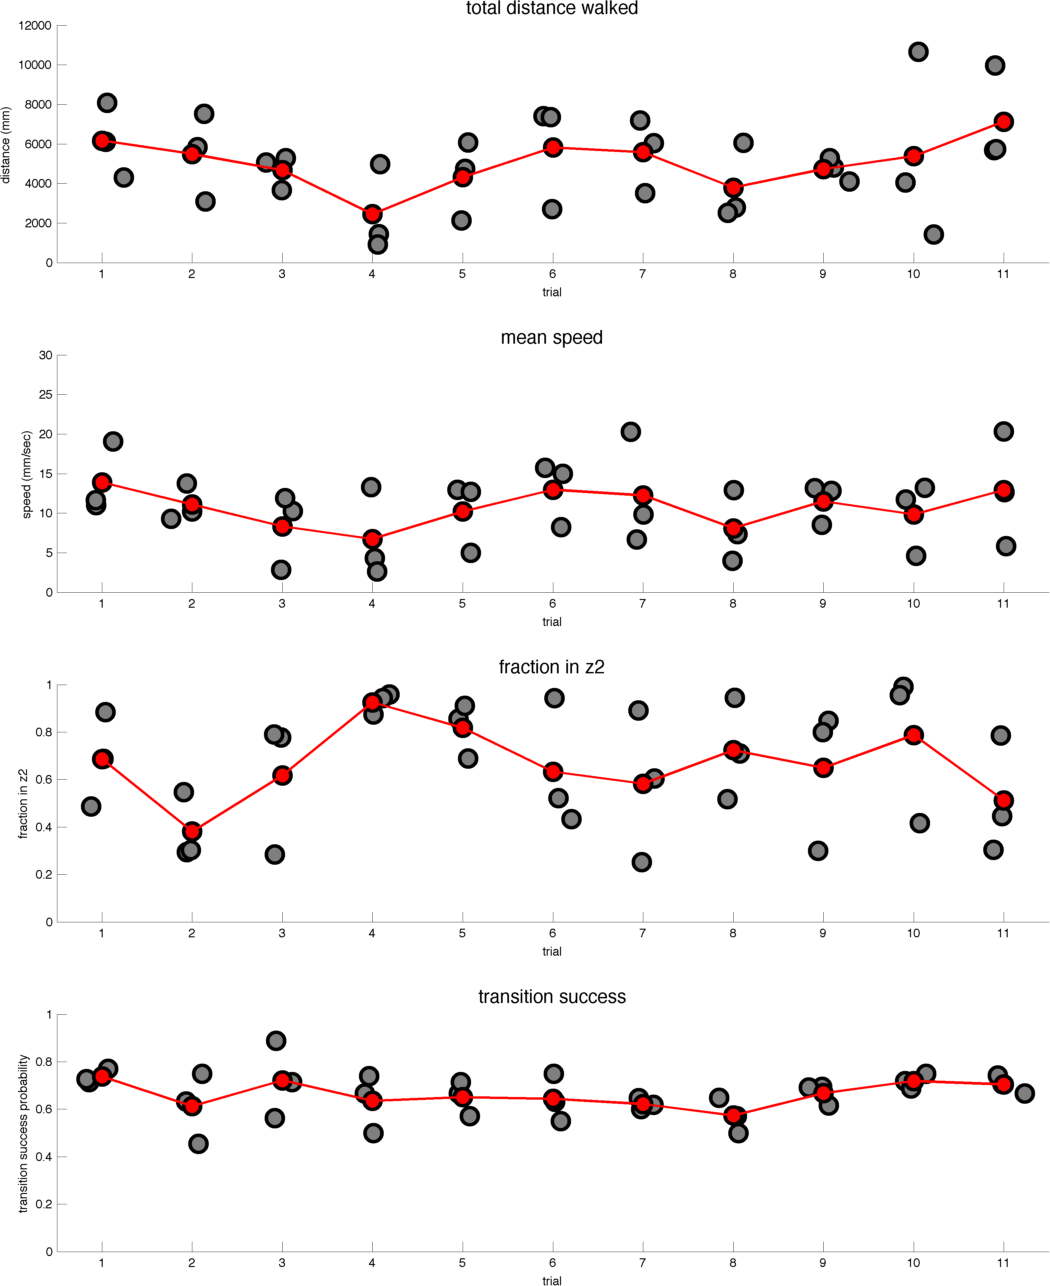 total distance walked
12000
10000
8000
6000
4000
2000
0
distance (mm)
1 2 3 4 5 6 7 8 9 10 11
trial
mean speed
30
25
20
15
10
5
0
speed (mm/sec)
1 2 3 4 5 6 7 8 9 10 11
trial
fraction in z2
1
0.8
0.6
0.4
0.2
0
fraction in z2
1 2 3 4 5 6 7 8 9 10 11
trial
transition success
1
0.8
0.6
0.4
0.2
0
transition success probability
1 2 3 4 5 6 7 8 9 10 11
trial